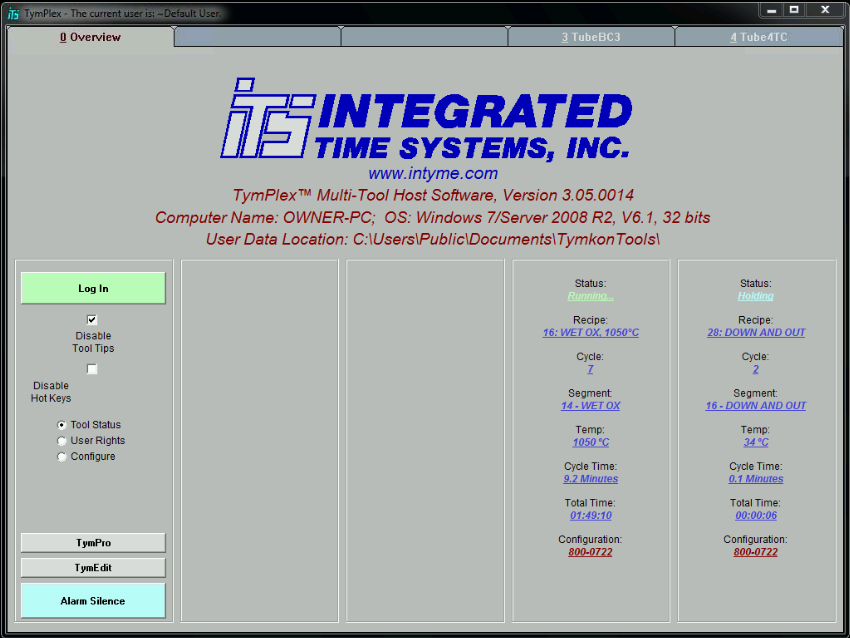 iTS TymPlex - The current user is: ~Default User.
0 Overview
3 TubeBC3
4 Tube4TC
iTS INTEGRATED
TIME SYSTEMS, INC.
www.intyme.com
TymPlex™ Multi-Tool Host Software, Version 3.05.0014
Computer Name: OWNER-PC; OS: Windows 7/Server 2008 R2, V6.1, 32 bits
User Data Location: C:\Users\Public\Documents\TymkonTools\
Log In
Disable
Tool Tips
Disable
Hot Keys
Tool Status
User Rights
Configure
TymPro
TymEdit
Alarm Silence
Status:
Running...
Recipe:
16: WET OX, 1050°C
Cycle:
7
Segment:
14 - WET OX
Temp:
1050 °C
Cycle Time:
9.2 Minutes
Total Time:
01:49:10
Configuration:
800-0722
Status:
Holding
Recipe:
28: DOWN AND OUT
Cycle:
2
Segment:
16 - DOWN AND OUT
Temp:
34 °C
Cycle Time:
0.1 Minutes
Total Time:
00:00:06
Configuration:
800-0722